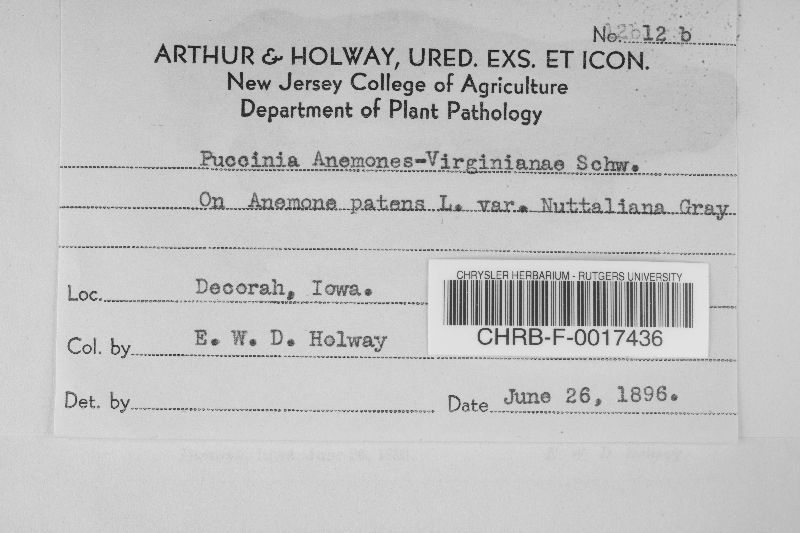 No. 12 b
ARTHUR & HOLWAY, URED. EXS. ET ICON.
New Jersey College of Agriculture
Department of Plant Pathology
Puccinia Anemones-Virginianae Schw.
On Anemone patens L. var. Nuttaliana Gray
Loc. Decorah, Iowa.
CHRYSLER HERBARIUM - RUTGERS UNIVERSITY
CHRB-F-0017436
Col. by E. W. D. Holway
Det. by
Date June 26, 1896.